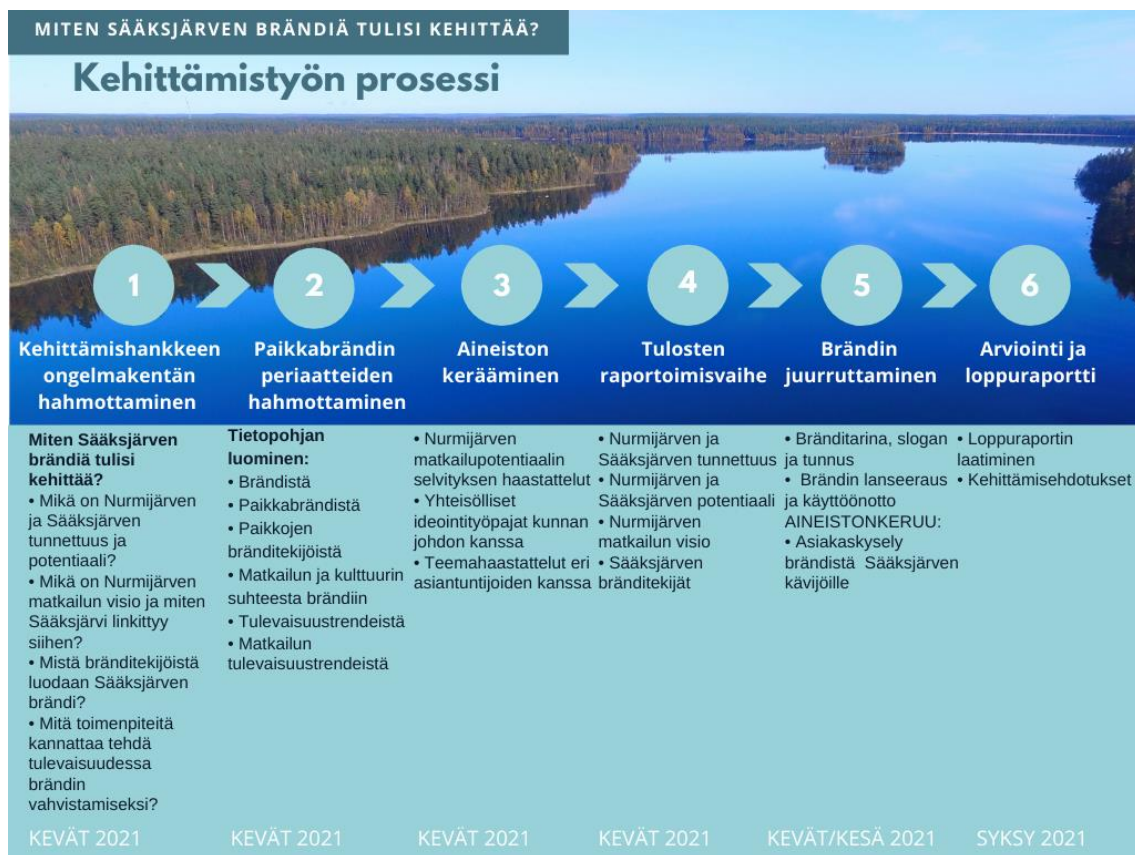 MITEN SÄÄKSJÄRVEN BRÄNDIÄ TULISI KEHITTÄÄ?
Kehittämistyön prosessi
1
2
3
4
5
6
Kehittämishankkeen
ongelmakentän
hahmottaminen
Paikkabrändin
periaatteiden
hahmottaminen
Aineiston
kerääminen
Tulosten
raportoimisvaihe
Brändin
juurruttaminen
Arviointi ja
loppuraportti
Miten Sääksjärven
brändiä tulisi
kehittää?
• Mikä on Nurmijärven
ja Sääksjärven
tunnettuus ja
potentiaali?
• Mikä on Nurmijärven
matkailun visio ja miten
Sääksjärvi linkittyy
siihen?
• Mistä bränditekijöistä
luodaan Sääksjärven
brändi?
• Mitä toimenpiteitä
kannattaa tehdä
tulevaisuudessa
brändin
vahvistamiseksi?
Tietopohjan
luominen:
• Brändistä
• Paikkabrändistä
• Paikkojen
bränditekijöistä
• Matkailun ja kulttuurin
suhteesta brändiin
• Tulevaisuustrendeistä
• Matkailun
tulevaisuustrendeistä
• Nurmijärven
matkailupotentiaalin
selvityksen haastattelut
• Yhteisölliset
ideointityöpajat kunnan
johdon kanssa
• Teemahaastattelut eri
asiantuntijoiden kanssa
• Nurmijärven ja
Sääksjärven tunnettuus
• Nurmijärven ja
Sääksjärven potentiaali
• Nurmijärven
matkailun visio
• Sääksjärven
bränditekijät
• Bränditarina, slogan
ja tunnus
• Brändin lanseeraus
ja käyttöönotto
AINEISTONKERUU:
• Asiakaskysely
brändistä Sääksjärven
kävijöille
• Loppuraportin
laatiminen
• Kehittämisehdotukset
KEVÄT 2021
KEVÄT 2021
KEVÄT 2021
KEVÄT 2021
KEVÄT/KESÄ 2021
SYKSY 2021